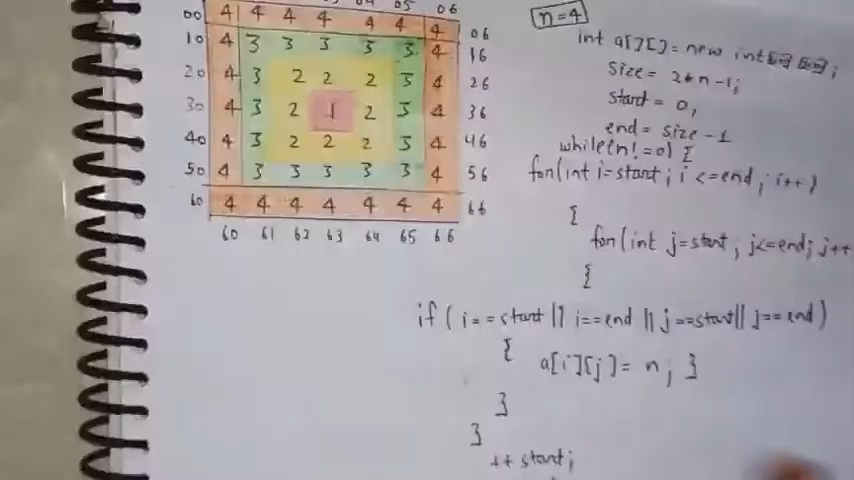 04 05 06
00 4 4 4 4 4 4 4 06
10 4 3 3 3 3 3 4 16
20 4 3 2 2 2 3 4 26
30 4 3 2 1 2 3 4 36
40 4 3 2 2 2 3 4 46
50 4 3 3 3 3 3 4 56
60 4 4 4 4 4 4 4 66
60 61 62 63 64 65 66
n=4
int a[][]= new int
size= 2*n-1;
start = 0,
end = size -1
while(n!=0) {
for(int i=start; i<=end; i++)
{
for(int j=start; j<=end; j++
{
if ( i==start || i==end || j==start || j==end)
{
a[i][j]= n; }
}
}
++start;